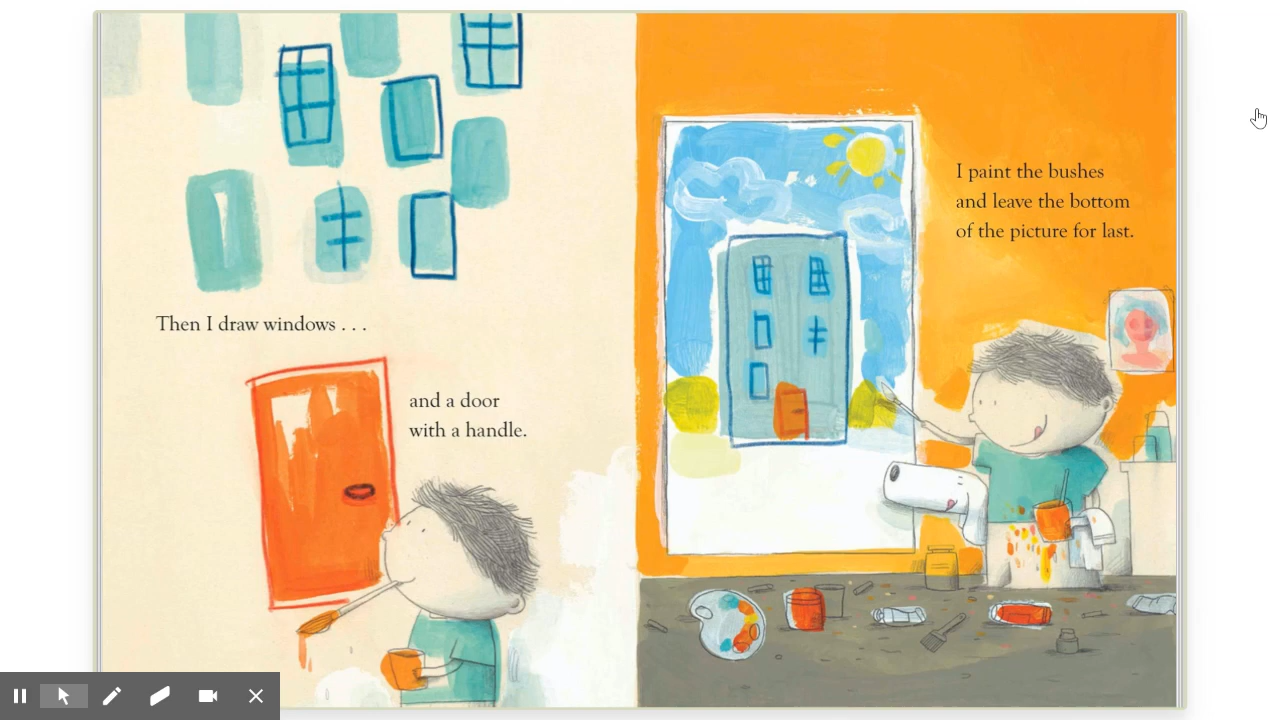 Then I draw windows . . .
and a door
with a handle.
I paint the bushes
and leave the bottom
of the picture for last.